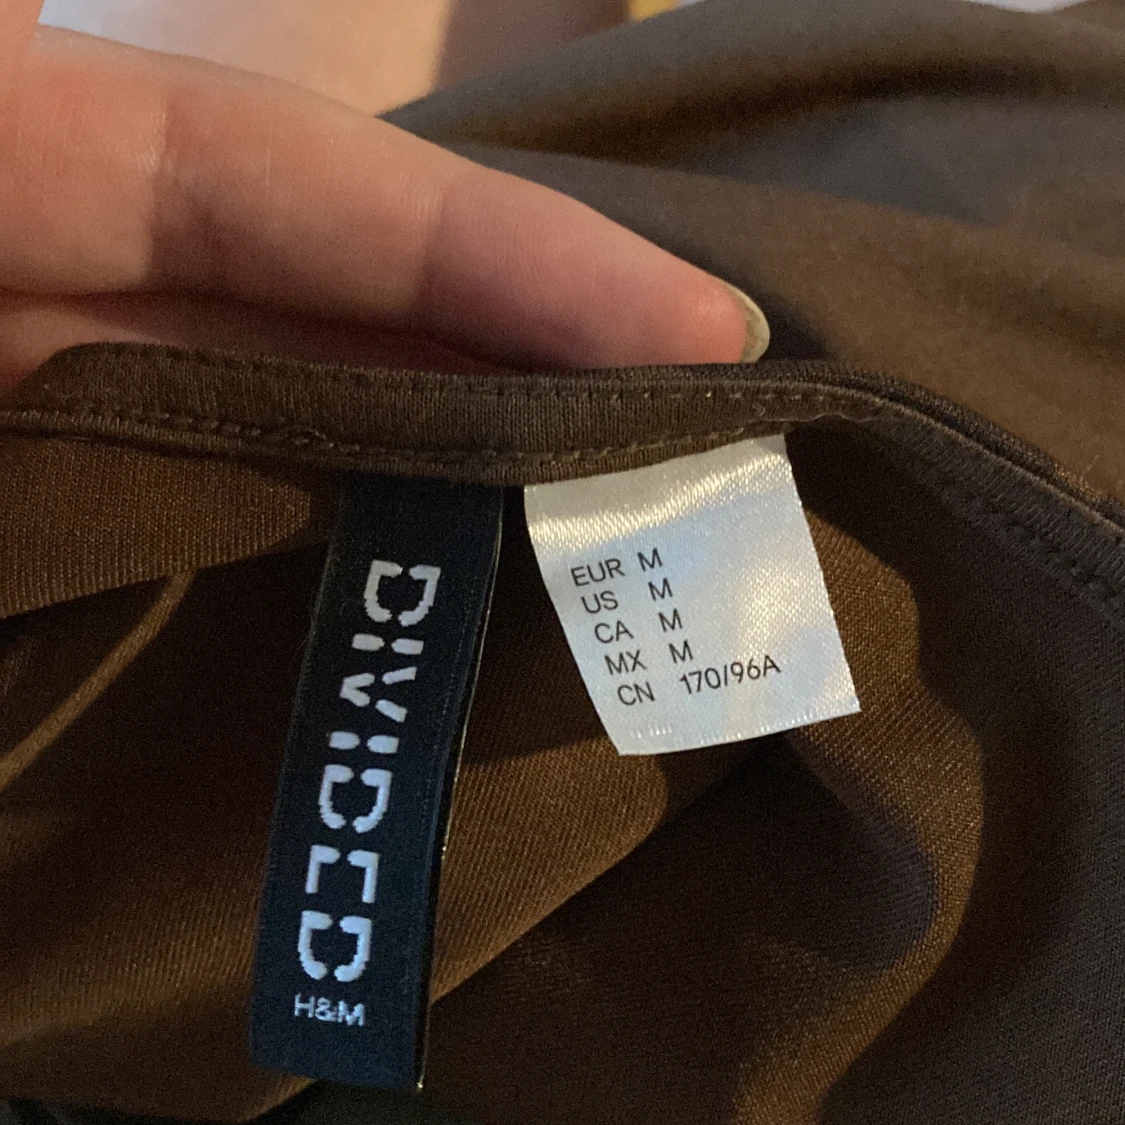 DIVIDED
H&M
EUR M
US M
CA M
MX M
CN 170/96A